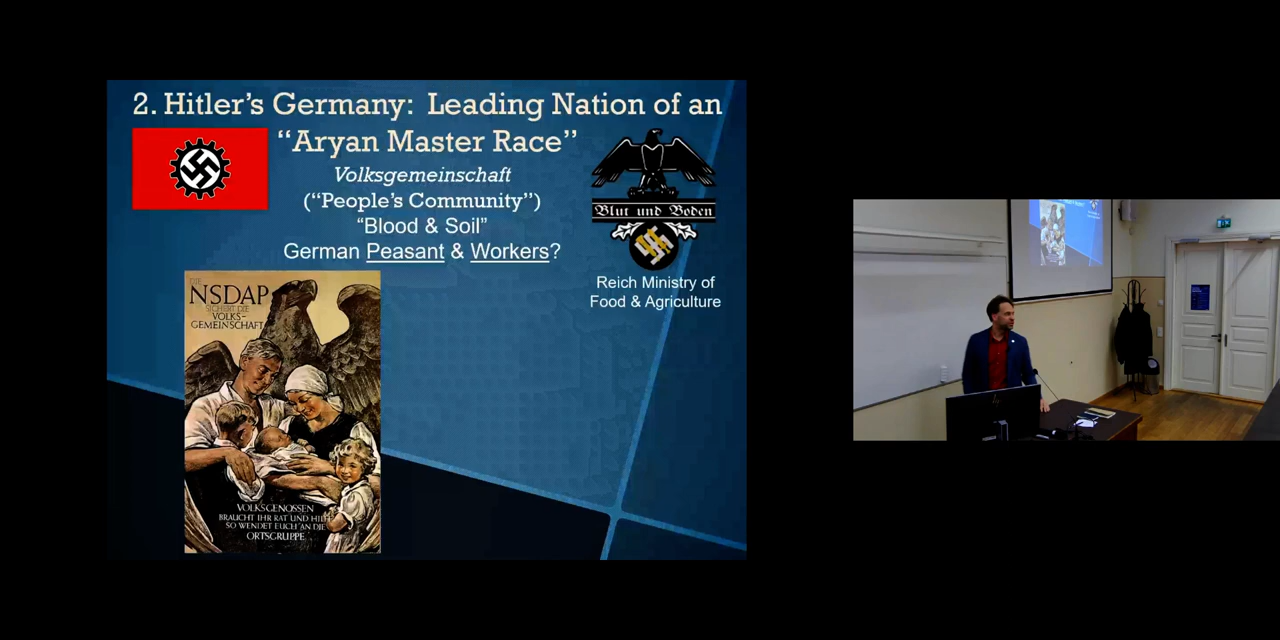 2. Hitler's Germany: Leading Nation of an
“Aryan Master Race”
Volksgemeinschaft
(“People's Community”)
“Blood & Soil”
German Peasant & Workers?
Blut und Boden
Reich Ministry of
Food & Agriculture
NSDAP
SICHERT DIE
VOLKS-
GEMEINSCHAFT
VOLKSGENOSSEN
BRAUCHT IHR RAT UND HILFE
SO WENDET EUCH AN DIE
ORTSGRUPPE